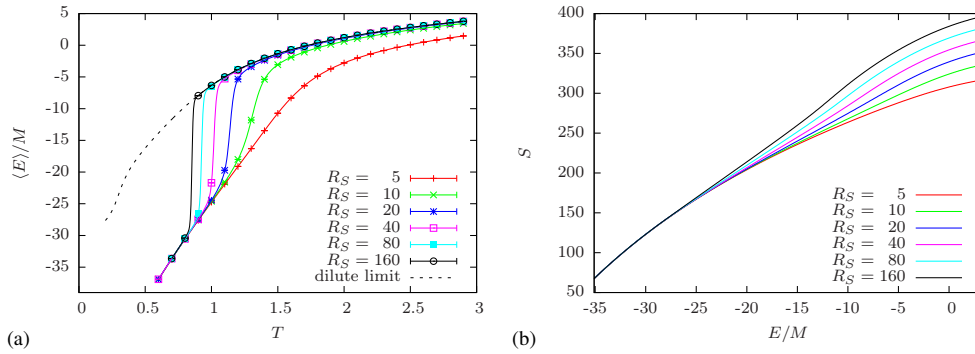 5
0
-5
-10
-15
-20
-25
-30
-35
⟨E⟩/M
0 0.5 1 1.5 2 2.5 3
T
R_S = 5
R_S = 10
R_S = 20
R_S = 40
R_S = 80
R_S = 160
dilute limit
(a)
400
350
300
250
200
150
100
50
S
-35 -30 -25 -20 -15 -10 -5 0
E/M
R_S = 5
R_S = 10
R_S = 20
R_S = 40
R_S = 80
R_S = 160
(b)